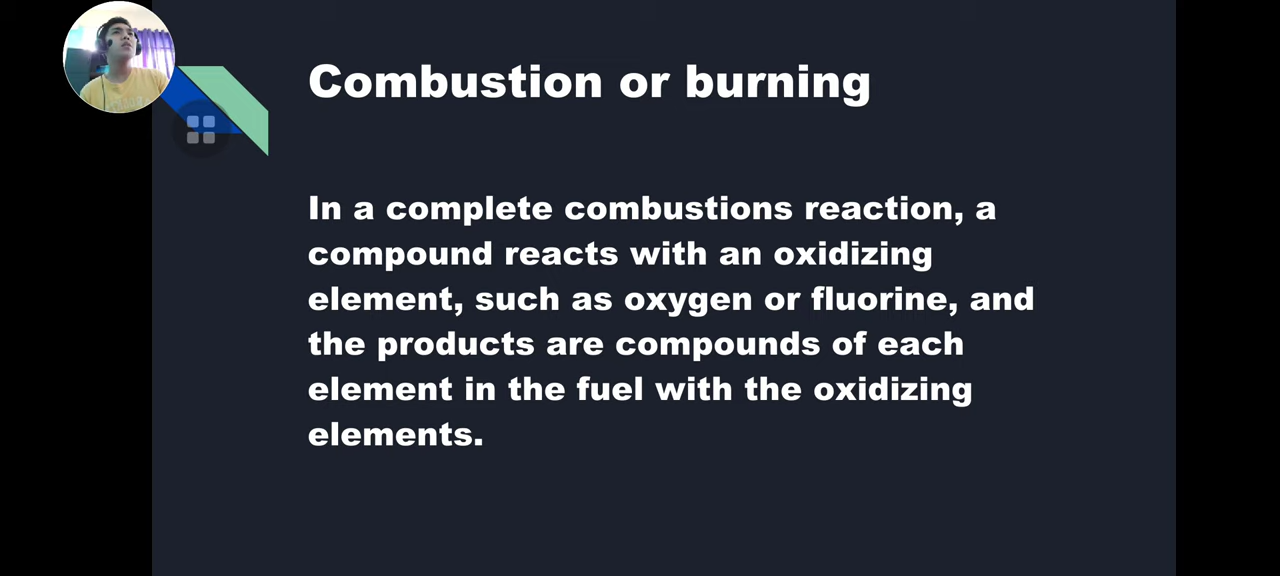 Combustion or burning
In a complete combustions reaction, a
compound reacts with an oxidizing
element, such as oxygen or fluorine, and
the products are compounds of each
element in the fuel with the oxidizing
elements.